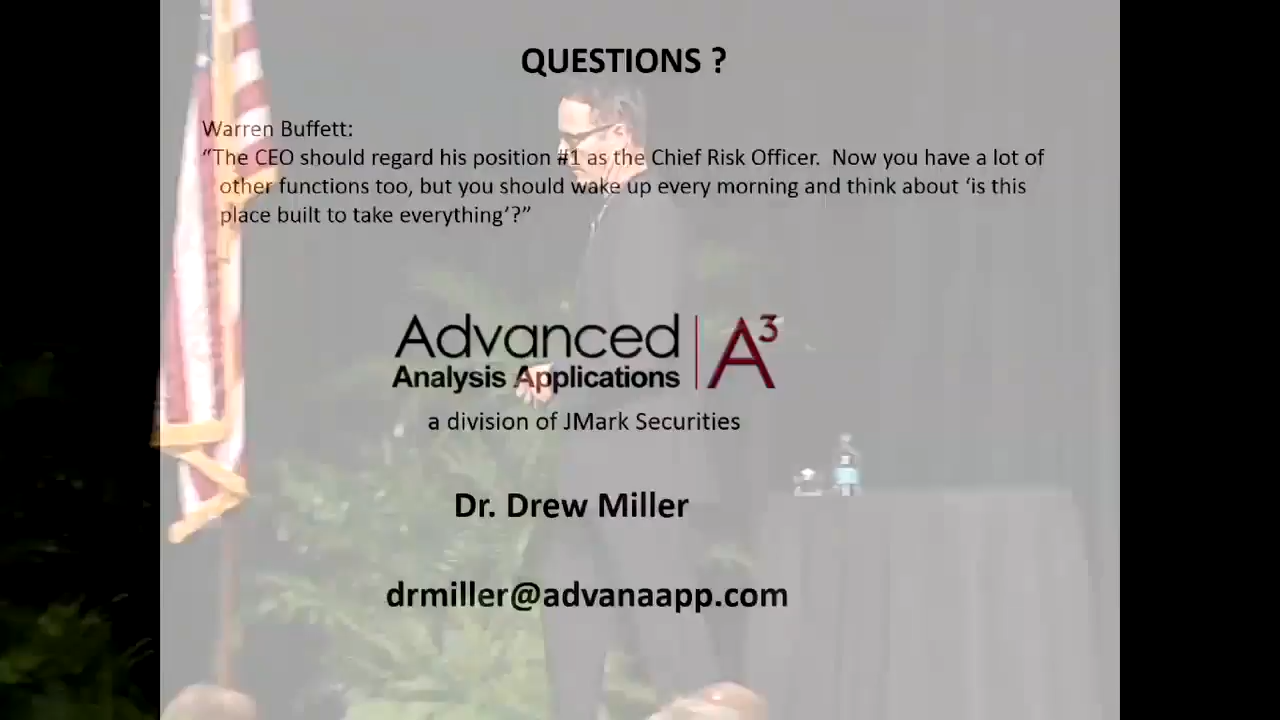 QUESTIONS ?
Warren Buffett:
“The CEO should regard his position #1 as the Chief Risk Officer.  Now you have a lot of
other functions too, but you should wake up every morning and think about ‘is this
place built to take everything’?”
Advanced
Analysis Applications
A3
a division of JMark Securities
Dr. Drew Miller
drmiller@advanaapp.com